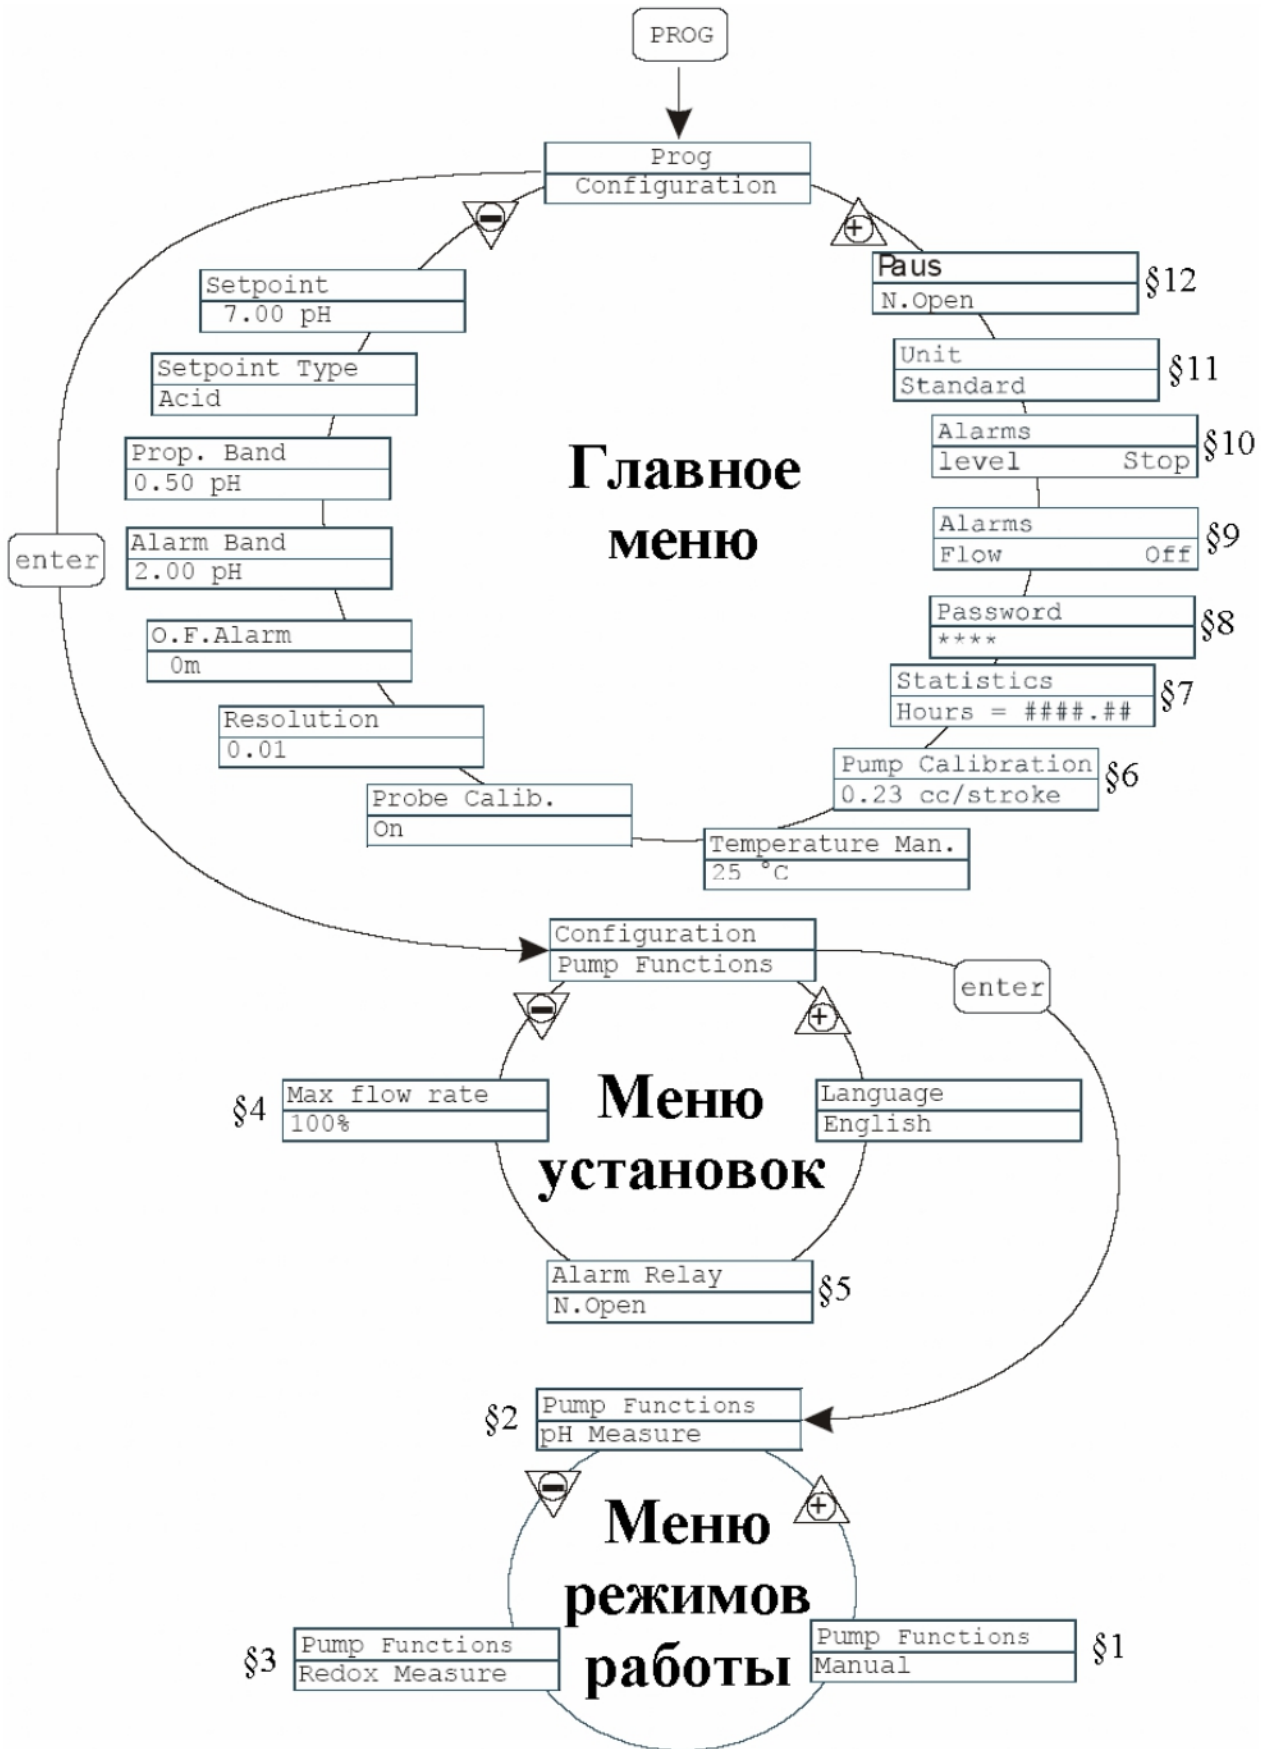 PROG
Prog
Configuration
Setpoint
7.00 pH
Setpoint Type
Acid
Prop. Band
0.50 pH
Alarm Band
2.00 pH
O.F.Alarm
0m
Resolution
0.01
Probe Calib.
On
Temperature Man.
25 °C
Paus
N.Open
§12
Unit
Standard
§11
Alarms
level Stop
§10
Alarms
Flow Off
§9
Password
****
§8
Statistics
Hours = ####.##
§7
Pump Calibration
0.23 cc/stroke
§6
Главное
меню
enter
Configuration
Pump Functions
enter
§4
Max flow rate
100%
Language
English
Меню
установок
Alarm Relay
N.Open
§5
§2
Pump Functions
pH Measure
Меню
режимов
работы
§3
Pump Functions
Redox Measure
Pump Functions
Manual
§1